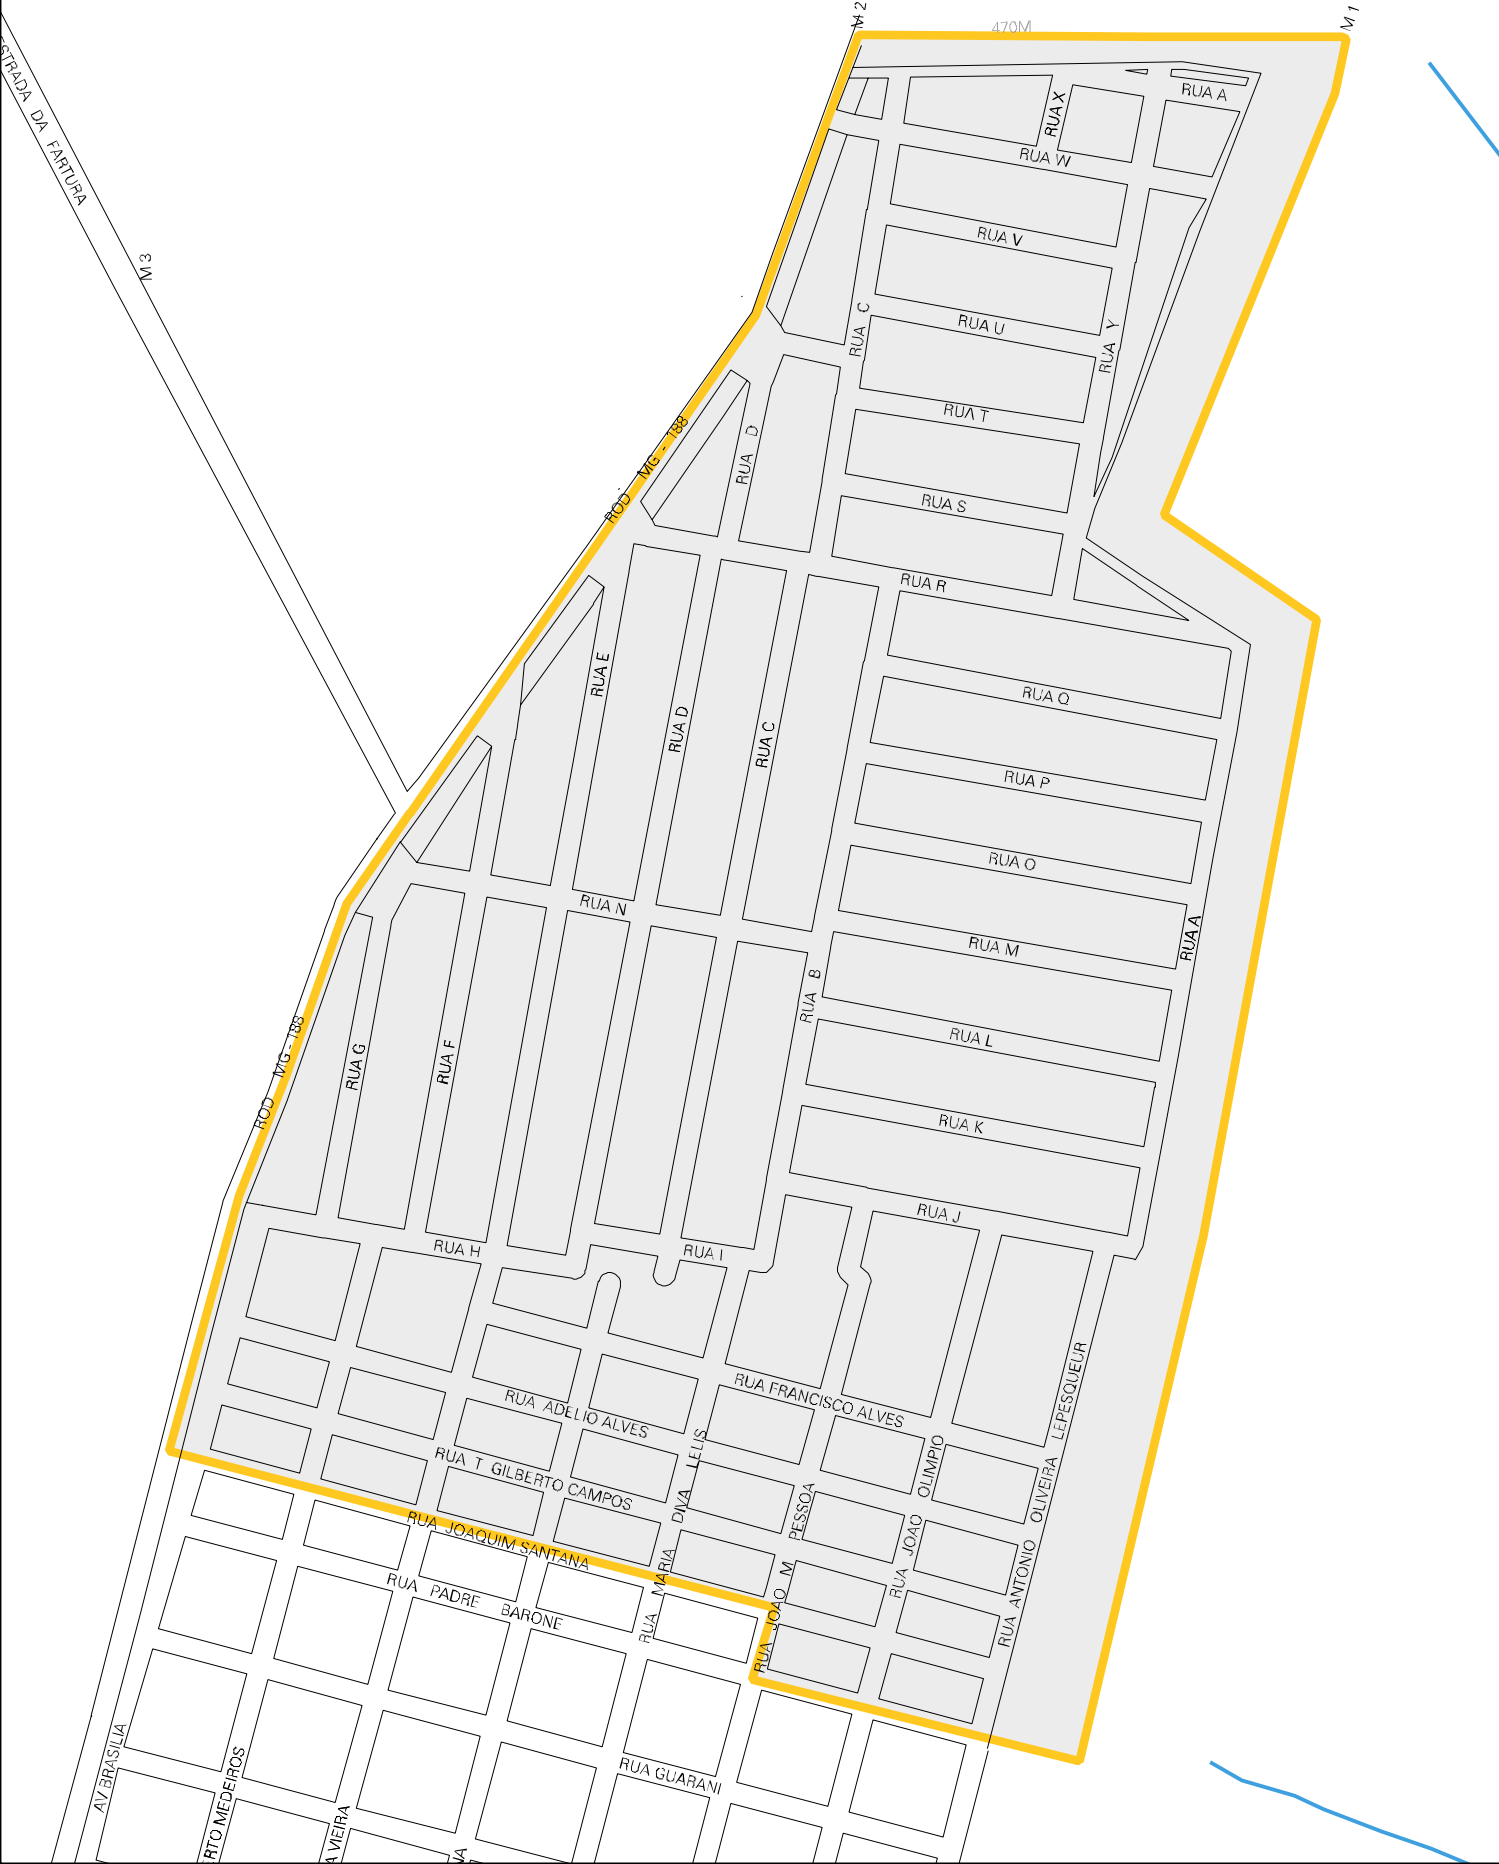 M 2
470M
M 1
ESTRADA DA FARTURA
RUA A
RUA X
RUA W
RUA V
M 3
RUA C
RUA U
RUA Y
RUA T
RUA D
ROD MG - 188
RUA S
RUA R
RUA E
RUA Q
RUA D
RUA C
RUA P
RUA O
RUA N
RUA A
RUA M
RUA B
RUA L
ROD MG - 188
RUA G
RUA F
RUA K
RUA J
RUA H
RUA I
RUA FRANCISCO ALVES
RUA ADELIO ALVES
RUA T GILBERTO CAMPOS
RUA JOAQUIM SANTANA
RUA MARIA DIVA LELIS
RUA JOAO M PESSOA
RUA JOAO OLIMPIO
RUA ANTONIO OLIVEIRA LEPESQUEUR
RUA PADRE BARONE
RUA GUARANI
AV BRASILIA
RTO MEDEIROS
A VIEIRA
NA